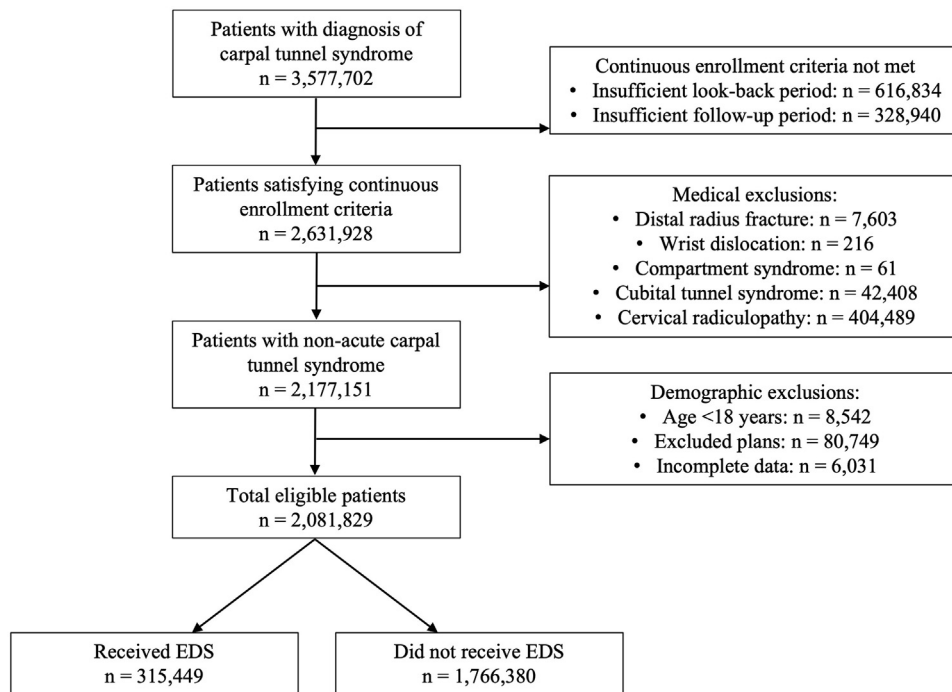 Patients with diagnosis of
carpal tunnel syndrome
n = 3,577,702
Continuous enrollment criteria not met
• Insufficient look-back period: n = 616,834
• Insufficient follow-up period: n = 328,940
Patients satisfying continuous
enrollment criteria
n = 2,631,928
Medical exclusions:
• Distal radius fracture: n = 7,603
• Wrist dislocation: n = 216
• Compartment syndrome: n = 61
• Cubital tunnel syndrome: n = 42,408
• Cervical radiculopathy: n = 404,489
Patients with non-acute carpal
tunnel syndrome
n = 2,177,151
Demographic exclusions:
• Age <18 years: n = 8,542
• Excluded plans: n = 80,749
• Incomplete data: n = 6,031
Total eligible patients
n = 2,081,829
Received EDS
n = 315,449
Did not receive EDS
n = 1,766,380